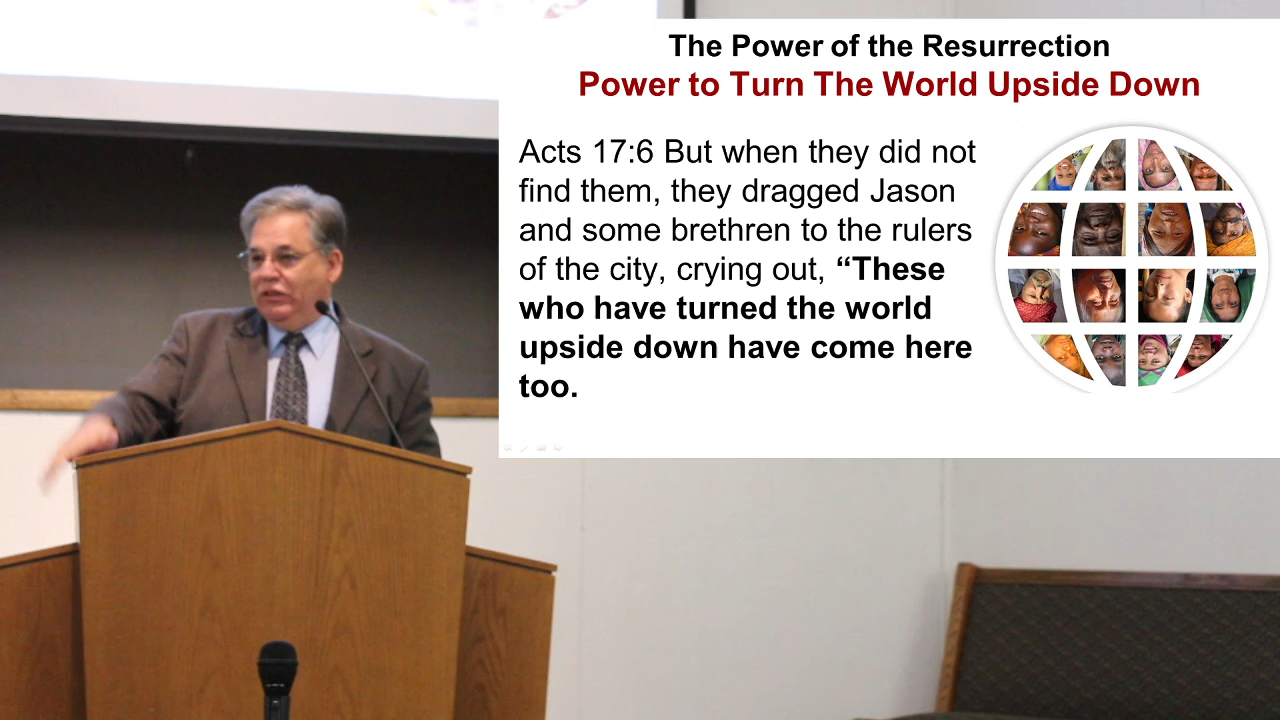 The Power of the Resurrection
Power to Turn The World Upside Down
Acts 17:6 But when they did not
find them, they dragged Jason
and some brethren to the rulers
of the city, crying out, “These
who have turned the world
upside down have come here
too.